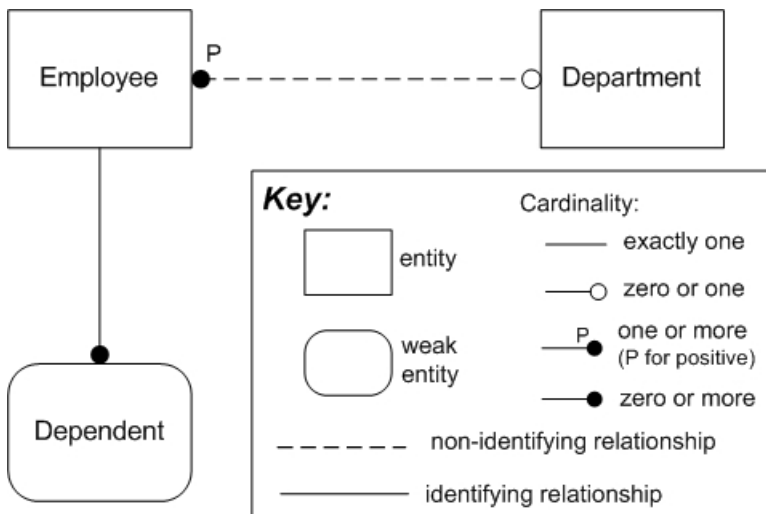 P
Employee
Department
Key:
Cardinality:
exactly one
entity
zero or one
P
one or more
(P for positive)
weak
entity
zero or more
Dependent
non-identifying relationship
identifying relationship